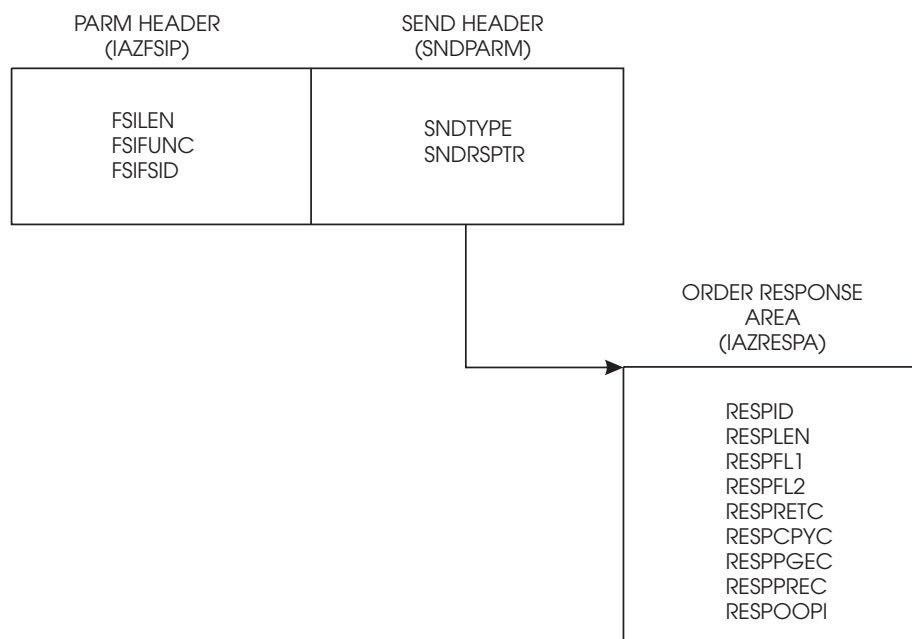 PARM HEADER
(IAZFSIP)
SEND HEADER
(SNDPARM)
FSILEN
FSIFUNC
FSIFSID
SNDTYPE
SNDRSPTR
ORDER RESPONSE
AREA
(IAZRESPA)
RESPID
RESPLEN
RESPFL1
RESPFL2
RESPRETC
RESPCPYC
RESPPGEC
RESPPREC
RESPOOPI